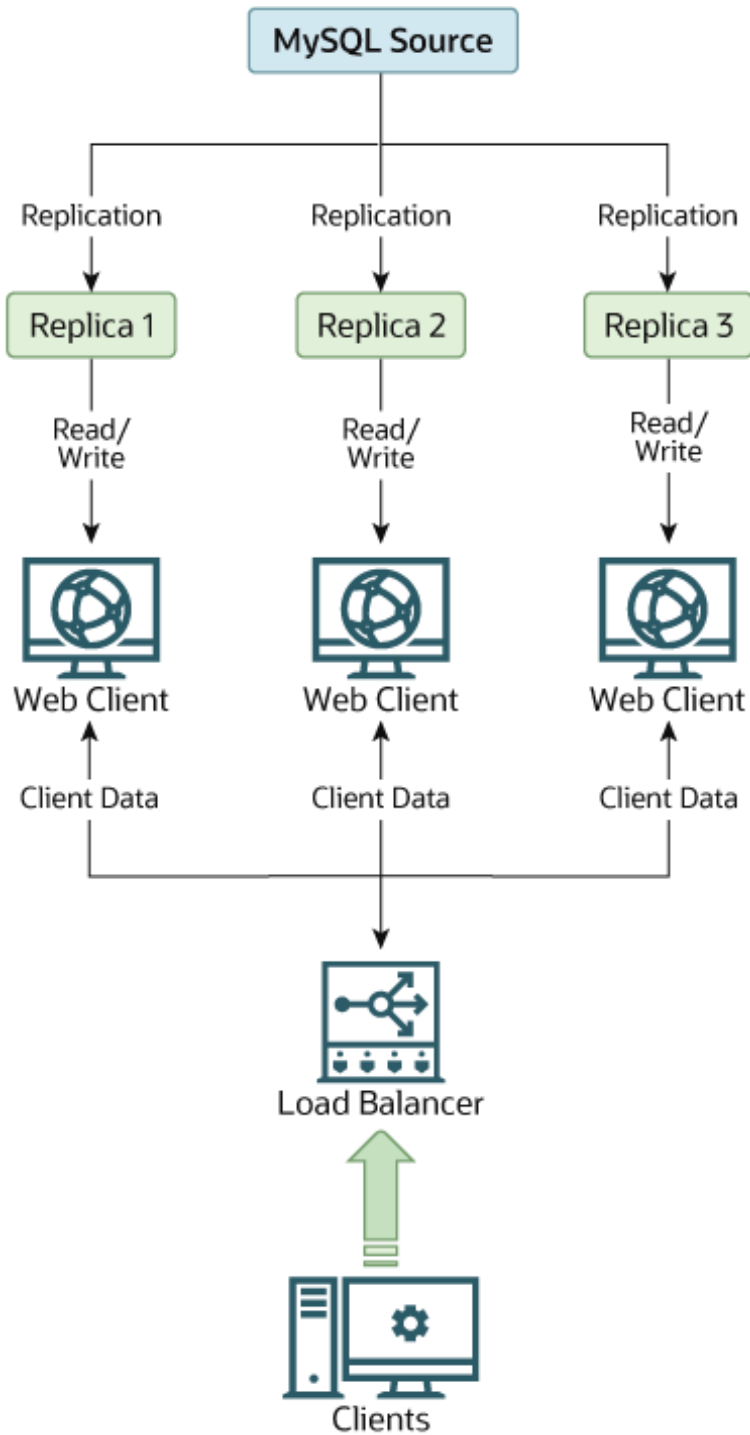 MySQL Source
Replication
Replication
Replication
Replica 1
Replica 2
Replica 3
Read/
Write
Read/
Write
Read/
Write
Web Client
Web Client
Web Client
Client Data
Client Data
Client Data
Load Balancer
Clients